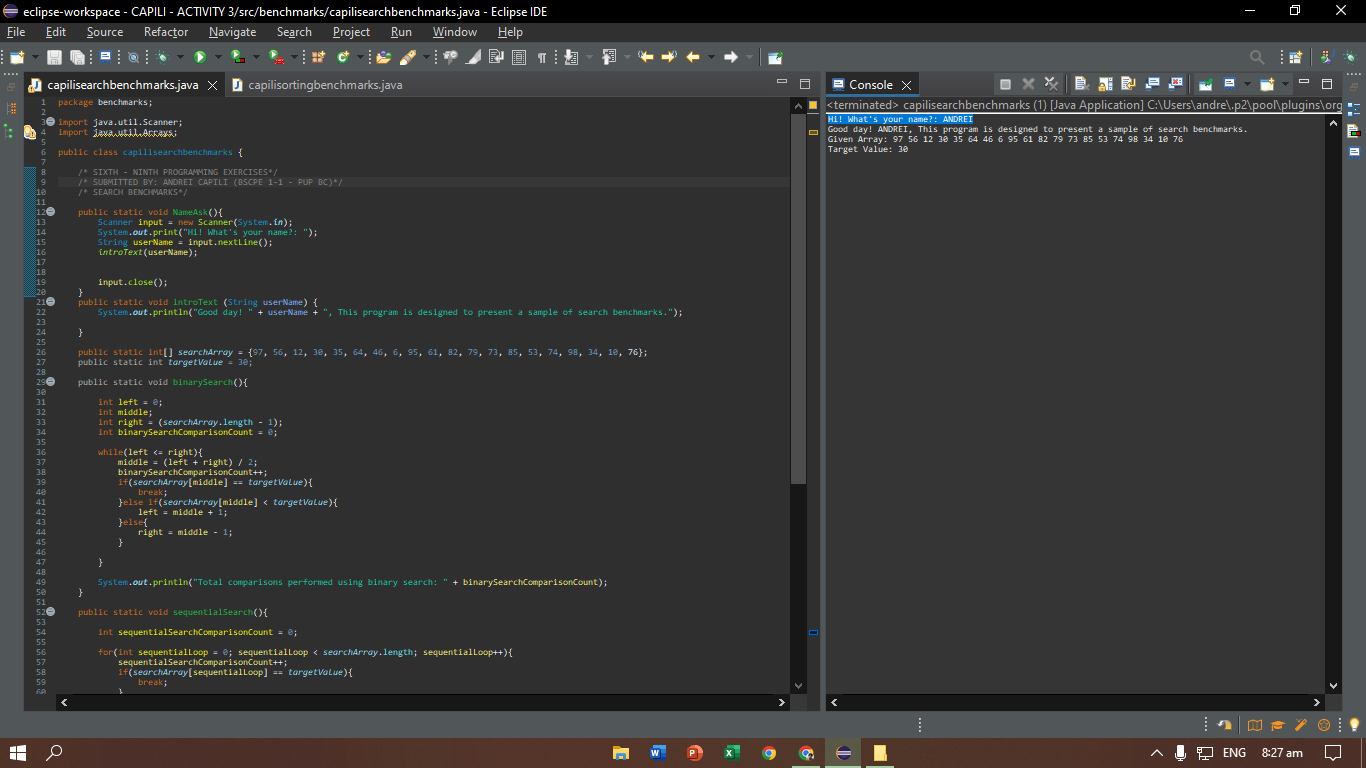 eclipse-workspace - CAPILI - ACTIVITY 3/src/benchmarks/capilisearchbenchmarks.java - Eclipse IDE
File Edit Source Refactor Navigate Search Project Run Window Help
capilisearchbenchmarks.java capilisortingbenchmarks.java
1 package benchmarks;
2
3 import java.util.Scanner;
4 import java.util.Arrays;
5
6 public class capilisearchbenchmarks {
7
8 /* SIXTH - NINTH PROGRAMMING EXERCISES*/
9 /* SUBMITTED BY: ANDREI CAPILI (BSCPE 1-1 - PUP BC)*/
10 /* SEARCH BENCHMARKS*/
11
12 public static void NameAsk(){
13 Scanner input = new Scanner(System.in);
14 System.out.print("Hi! What's your name?: ");
15 String userName = input.nextLine();
16 introText(userName);
17
18
19 input.close();
20 }
21 public static void introText (String userName) {
22 System.out.println("Good day! " + userName + ", This program is designed to present a sample of search benchmarks.");
23
24 }
25
26 public static int[] searchArray = {97, 56, 12, 30, 35, 64, 46, 6, 95, 61, 82, 79, 73, 85, 53, 74, 98, 34, 10, 76};
27 public static int targetValue = 30;
28
29 public static void binarySearch(){
30
31 int left = 0;
32 int middle;
33 int right = (searchArray.length - 1);
34 int binarySearchComparisonCount = 0;
35
36 while(left <= right){
37 middle = (left + right) / 2;
38 binarySearchComparisonCount++;
39 if(searchArray[middle] == targetValue){
40 break;
41 }else if(searchArray[middle] < targetValue){
42 left = middle + 1;
43 }else{
44 right = middle - 1;
45 }
46
47 }
48
49 System.out.println("Total comparisons performed using binary search: " + binarySearchComparisonCount);
50 }
51
52 public static void sequentialSearch(){
53
54 int sequentialSearchComparisonCount = 0;
55
56 for(int sequentialLoop = 0; sequentialLoop < searchArray.length; sequentialLoop++){
57 sequentialSearchComparisonCount++;
58 if(searchArray[sequentialLoop] == targetValue){
59 break;
60 }
Console
<terminated> capilisearchbenchmarks (1) [Java Application] C:\Users\andre\.p2\pool\plugins\org
Hi! What's your name?: ANDREI
Good day! ANDREI, This program is designed to present a sample of search benchmarks.
Given Array: 97 56 12 30 35 64 46 6 95 61 82 79 73 85 53 74 98 34 10 76
Target Value: 30
ENG 8:27 am